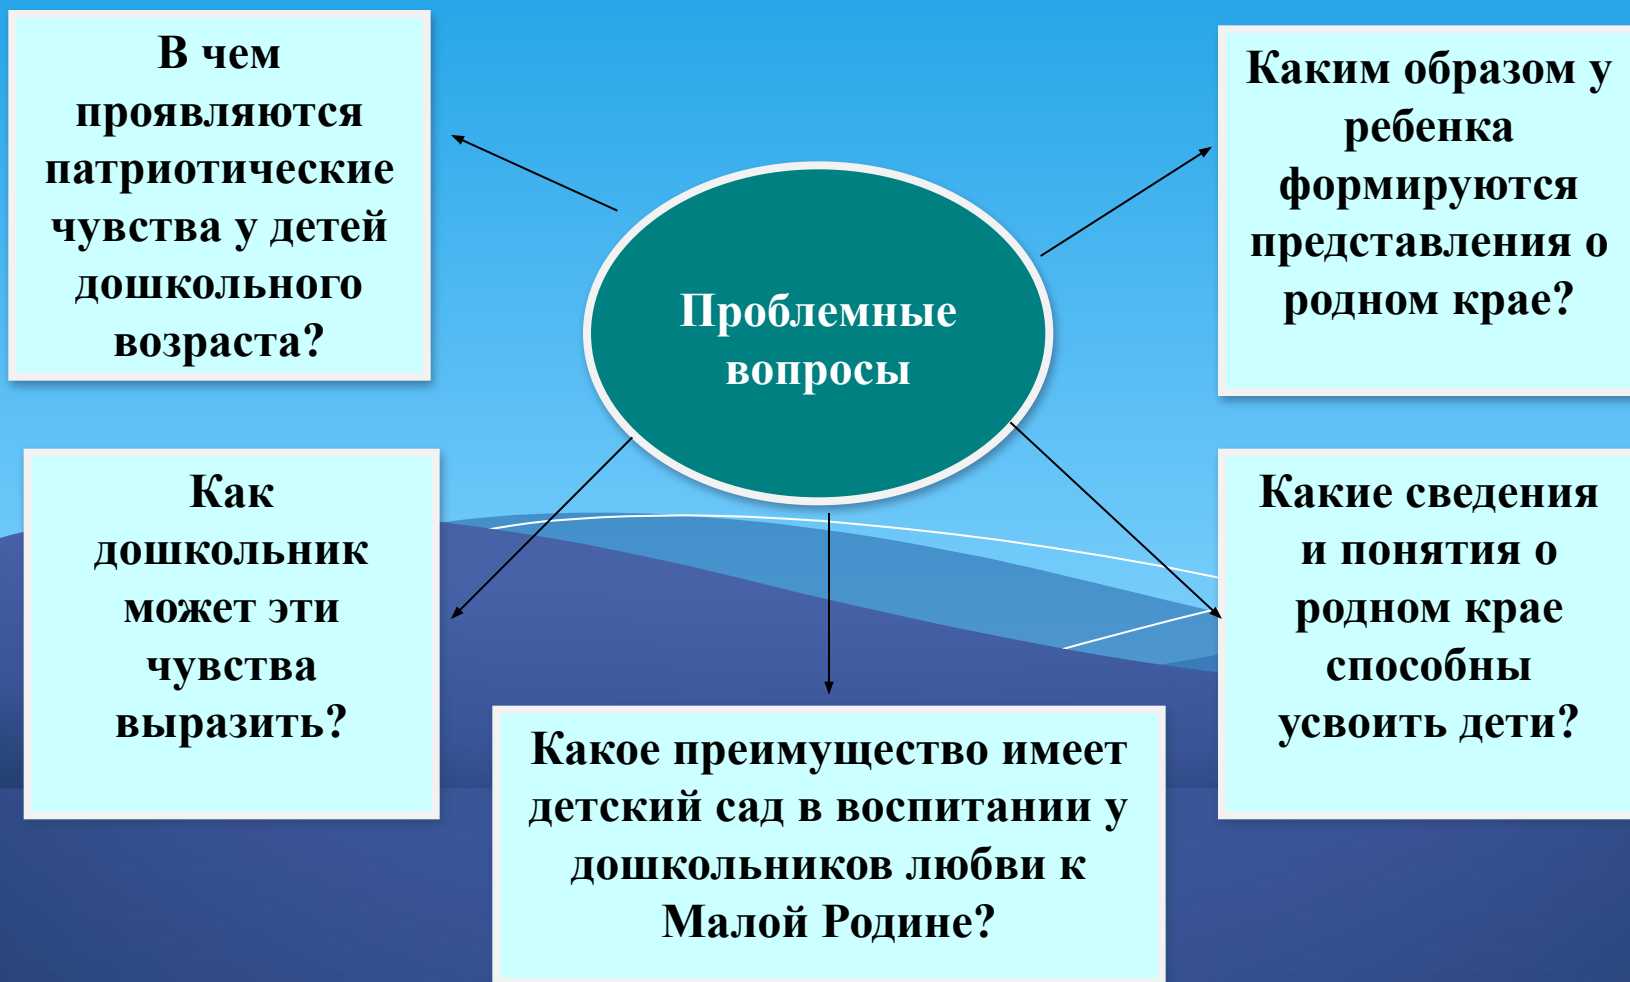 В чем
проявляются
патриотические
чувства у детей
дошкольного
возраста?
Каким образом у
ребенка
формируются
представления о
родном крае?
Проблемные
вопросы
Как
дошкольник
может эти
чувства
выразить?
Какие сведения
и понятия о
родном крае
способны
усвоить дети?
Какое преимущество имеет
детский сад в воспитании у
дошкольников любви к
Малой Родине?